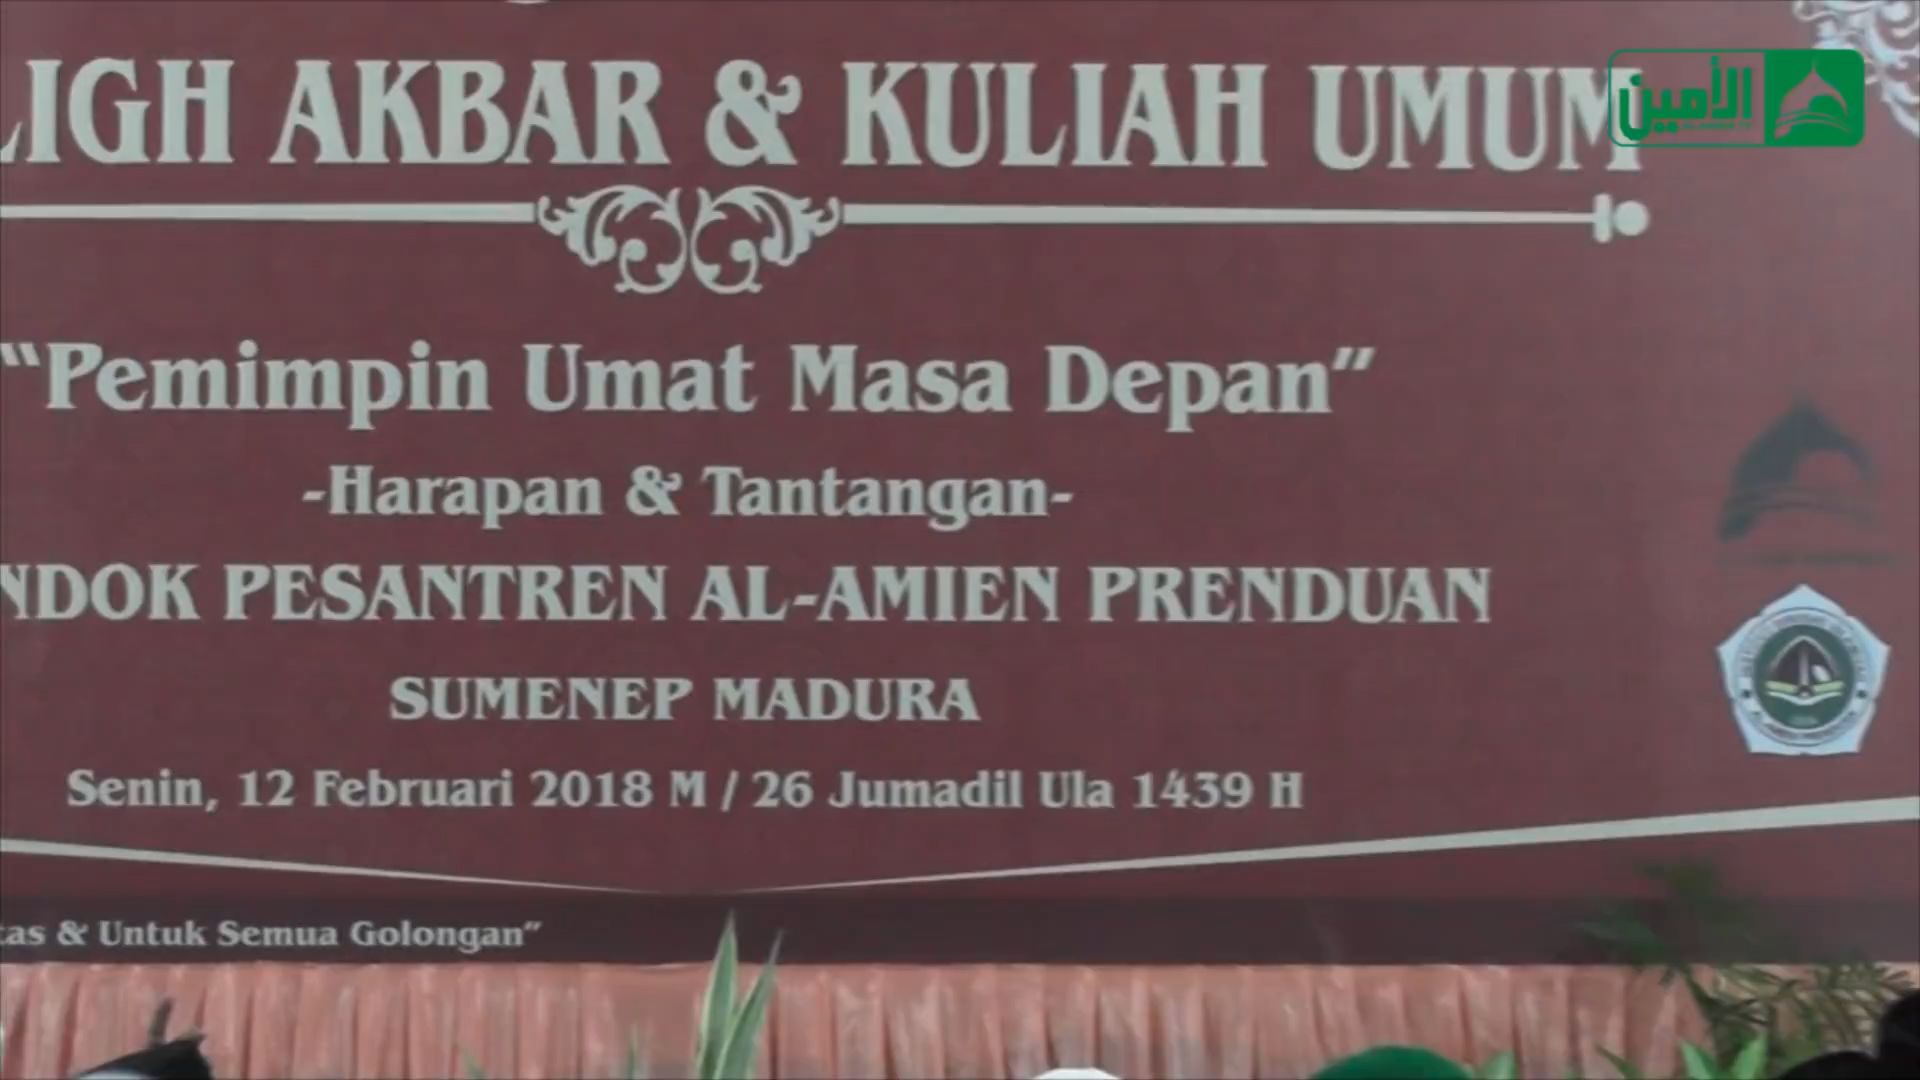 LIGH AKBAR & KULIAH UMUM
الأمين
"Pemimpin Umat Masa Depan"
-Harapan & Tantangan-
NDOK PESANTREN AL-AMIEN PRENDUAN
SUMENEP MADURA
Senin, 12 Februari 2018 M / 26 Jumadil Ula 1439 H
tas & Untuk Semua Golongan"